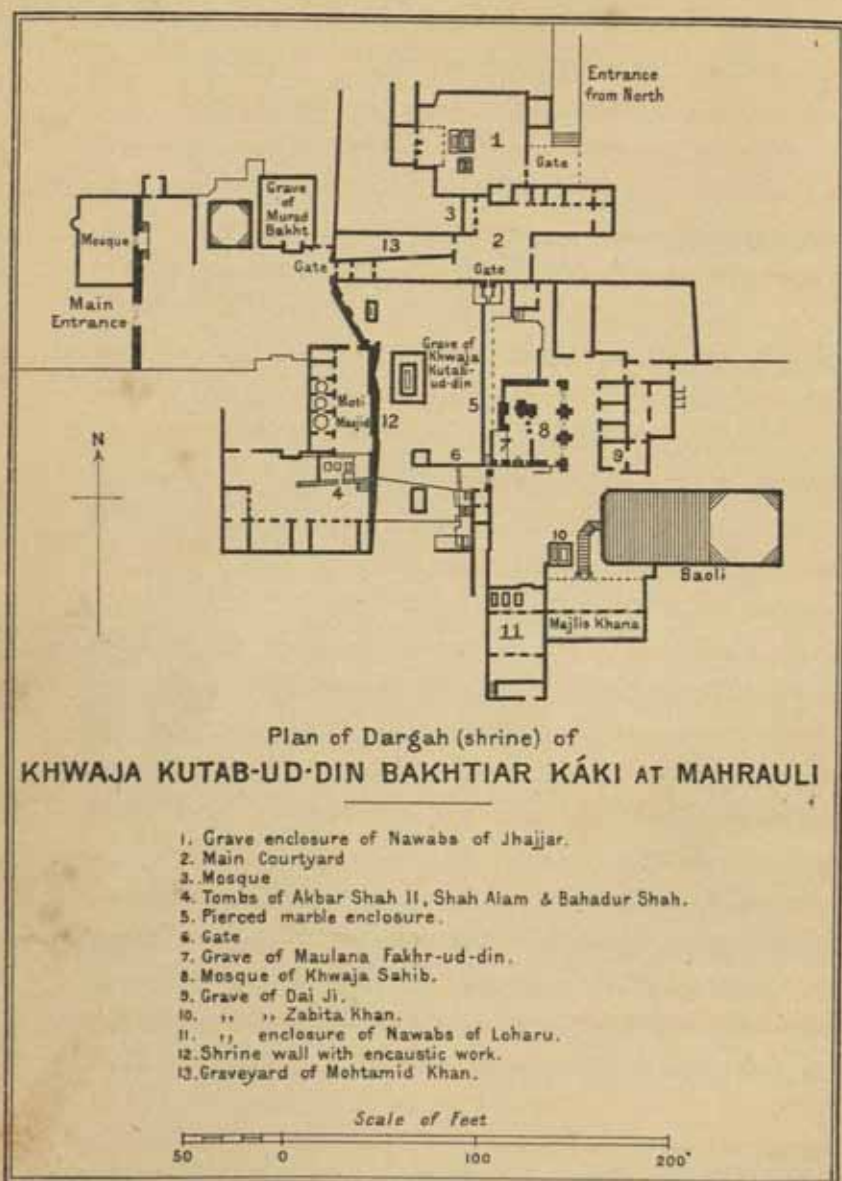 Entrance
from North
1
Gate
Grave
of
Murad
Bakht
3
2
Mosque
13
Gate
Gate
Main
Entrance
Grave of
Khwaja
Kutab-
ud-din
Moti
Masjid
12
5
7
8
N
6
9
4
10
Baoli
11
Majlis Khana
Plan of Dargah (shrine) of
KHWAJA KUTAB-UD-DIN BAKHTIAR KÁKI AT MAHRAULI
1. Grave enclosure of Nawabs of Jhajjar.
2. Main Courtyard
3. Mosque
4. Tombs of Akbar Shah II, Shah Alam & Bahadur Shah.
5. Pierced marble enclosure.
6. Gate
7. Grave of Maulana Fakhr-ud-din.
8. Mosque of Khwaja Sahib.
9. Grave of Dai Ji.
10. ,, ,, Zabita Khan.
11. ,, enclosure of Nawabs of Loharu.
12. Shrine wall with encaustic work.
13. Graveyard of Mohtamid Khan.
Scale of Feet
50 0 100 200'